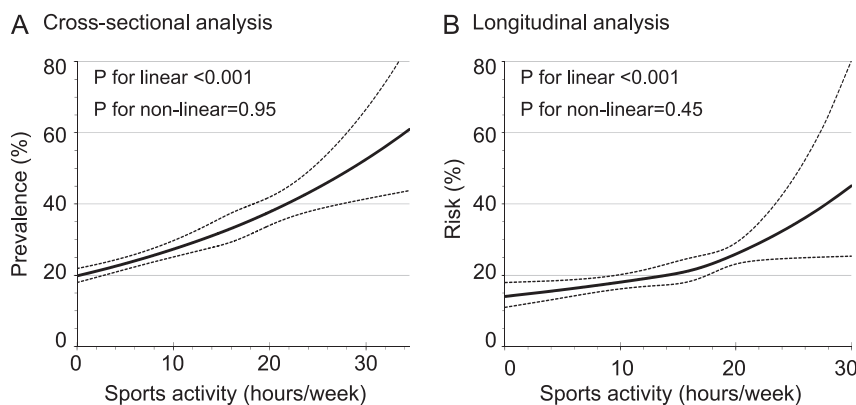 A Cross-sectional analysis
P for linear <0.001
P for non-linear=0.95
Prevalence (%)
80
60
40
20
0
0 10 20 30
Sports activity (hours/week)
B Longitudinal analysis
P for linear <0.001
P for non-linear=0.45
Risk (%)
80
60
40
20
0
0 10 20 30
Sports activity (hours/week)